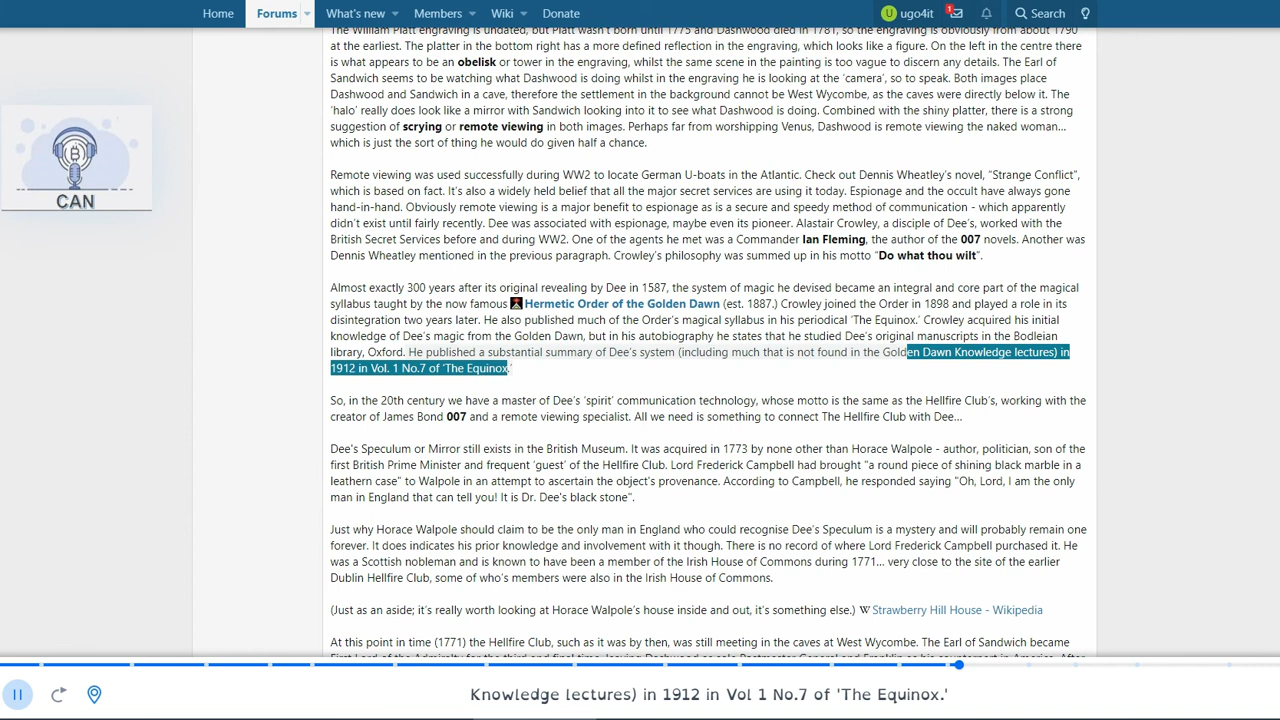 Home Forums What's new Members Wiki Donate ugo4it 1 Search
The William Platt engraving is undated, but Platt wasn't born until 1775 and Dashwood died in 1781, so the engraving is obviously from about 1790
at the earliest. The platter in the bottom right has a more defined reflection in the engraving, which looks like a figure. On the left in the centre there
is what appears to be an obelisk or tower in the engraving, whilst the same scene in the painting is too vague to discern any details. The Earl of
Sandwich seems to be watching what Dashwood is doing whilst in the engraving he is looking at the 'camera', so to speak. Both images place
Dashwood and Sandwich in a cave, therefore the settlement in the background cannot be West Wycombe, as the caves were directly below it. The
'halo' really does look like a mirror with Sandwich looking into it to see what Dashwood is doing. Combined with the shiny platter, there is a strong
suggestion of scrying or remote viewing in both images. Perhaps far from worshipping Venus, Dashwood is remote viewing the naked woman...
which is just the sort of thing he would do given half a chance.
Remote viewing was used successfully during WW2 to locate German U-boats in the Atlantic. Check out Dennis Wheatley's novel, "Strange Conflict",
which is based on fact. It's also a widely held belief that all the major secret services are using it today. Espionage and the occult have always gone
hand-in-hand. Obviously remote viewing is a major benefit to espionage as is a secure and speedy method of communication - which apparently
didn't exist until fairly recently. Dee was associated with espionage, maybe even its pioneer. Alastair Crowley, a disciple of Dee's, worked with the
British Secret Services before and during WW2. One of the agents he met was a Commander Ian Fleming, the author of the 007 novels. Another was
Dennis Wheatley mentioned in the previous paragraph. Crowley's philosophy was summed up in his motto "Do what thou wilt".
Almost exactly 300 years after its original revealing by Dee in 1587, the system of magic he devised became an integral and core part of the magical
syllabus taught by the now famous Hermetic Order of the Golden Dawn (est. 1887.) Crowley joined the Order in 1898 and played a role in its
disintegration two years later. He also published much of the Order's magical syllabus in his periodical 'The Equinox.' Crowley acquired his initial
knowledge of Dee's magic from the Golden Dawn, but in his autobiography he states that he studied Dee's original manuscripts in the Bodleian
library, Oxford. He published a substantial summary of Dee's system (including much that is not found in the Golden Dawn Knowledge lectures) in
1912 in Vol. 1 No.7 of 'The Equinox.'
So, in the 20th century we have a master of Dee's 'spirit' communication technology, whose motto is the same as the Hellfire Club's, working with the
creator of James Bond 007 and a remote viewing specialist. All we need is something to connect The Hellfire Club with Dee...
Dee's Speculum or Mirror still exists in the British Museum. It was acquired in 1773 by none other than Horace Walpole - author, politician, son of the
first British Prime Minister and frequent 'guest' of the Hellfire Club. Lord Frederick Campbell had brought "a round piece of shining black marble in a
leathern case" to Walpole in an attempt to ascertain the object's provenance. According to Campbell, he responded saying "Oh, Lord, I am the only
man in England that can tell you! It is Dr. Dee's black stone".
Just why Horace Walpole should claim to be the only man in England who could recognise Dee's Speculum is a mystery and will probably remain one
forever. It does indicates his prior knowledge and involvement with it though. There is no record of where Lord Frederick Campbell purchased it. He
was a Scottish nobleman and is known to have been a member of the Irish House of Commons during 1771... very close to the site of the earlier
Dublin Hellfire Club, some of who's members were also in the Irish House of Commons.
(Just as an aside; it's really worth looking at Horace Walpole's house inside and out, it's something else.) W Strawberry Hill House - Wikipedia
At this point in time (1771) the Hellfire Club, such as it was by then, was still meeting in the caves at West Wycombe. The Earl of Sandwich became
CAN
Knowledge lectures) in 1912 in Vol 1 No.7 of 'The Equinox.'